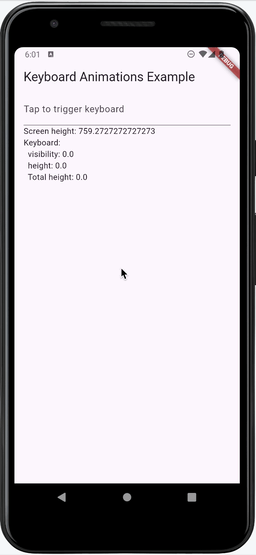 6:01
DEBUG
Keyboard Animations Example
Tap to trigger keyboard
Screen height: 759.2727272727273
Keyboard:
visibility: 0.0
height: 0.0
Total height: 0.0